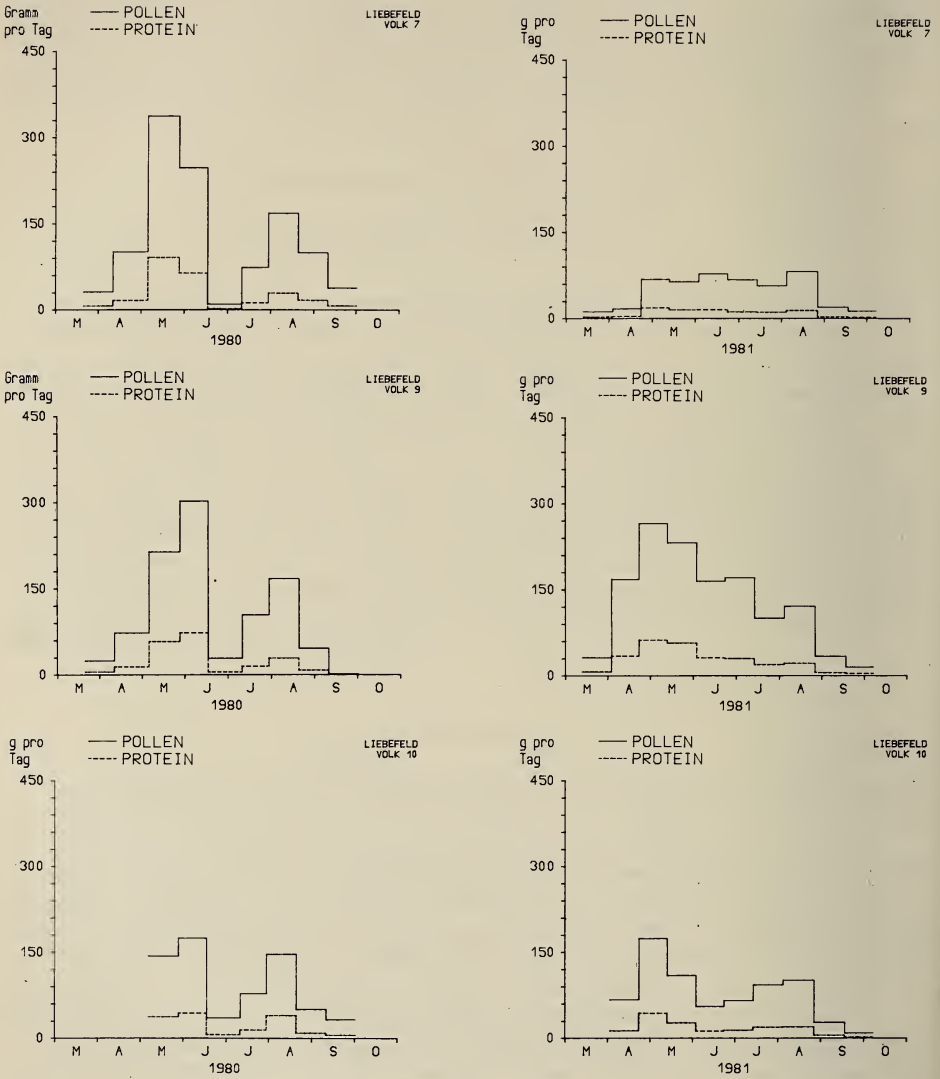 Gramm
pro Tag
POLLEN
PROTEIN
LIEBEFELD
VOLK 7
450
300
150
0
M A M J J A S O
1980
g pro
Tag
POLLEN
PROTEIN
LIEBEFELD
VOLK 7
450
300
150
0
M A M J J A S O
1981
Gramm
pro Tag
POLLEN
PROTEIN
LIEBEFELD
VOLK 9
450
300
150
0
M A M J J A S O
1980
g pro
Tag
POLLEN
PROTEIN
LIEBEFELD
VOLK 9
450
300
150
0
M A M J J A S O
1981
g pro
Tag
POLLEN
PROTEIN
LIEBEFELD
VOLK 10
450
300
150
0
M A M J J A S O
1980
g pro
Tag
POLLEN
PROTEIN
LIEBEFELD
VOLK 10
450
300
150
0
M A M J J A S O
1981